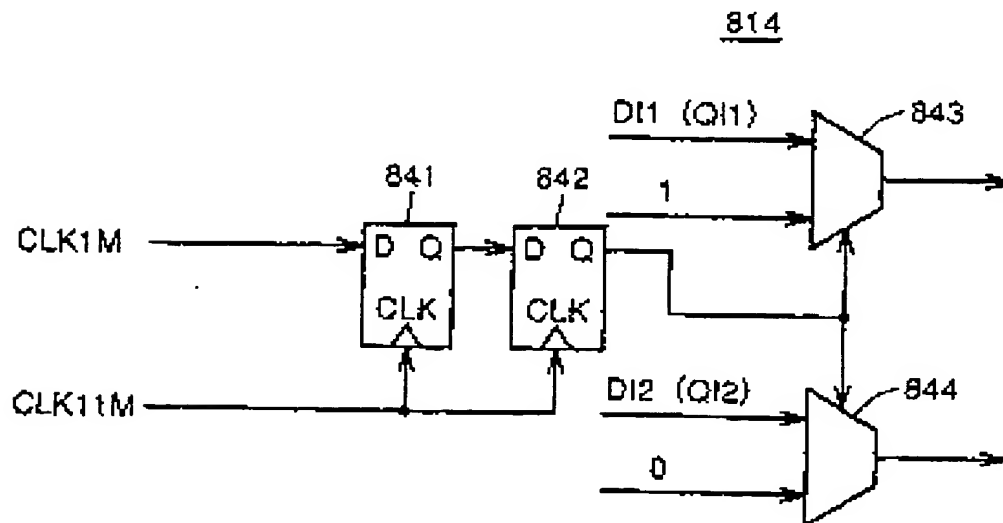 814
DI1 (QI1)
843
1
841
842
CLK1M
D Q
D Q
CLK
CLK
CLK11M
DI2 (QI2)
844
0